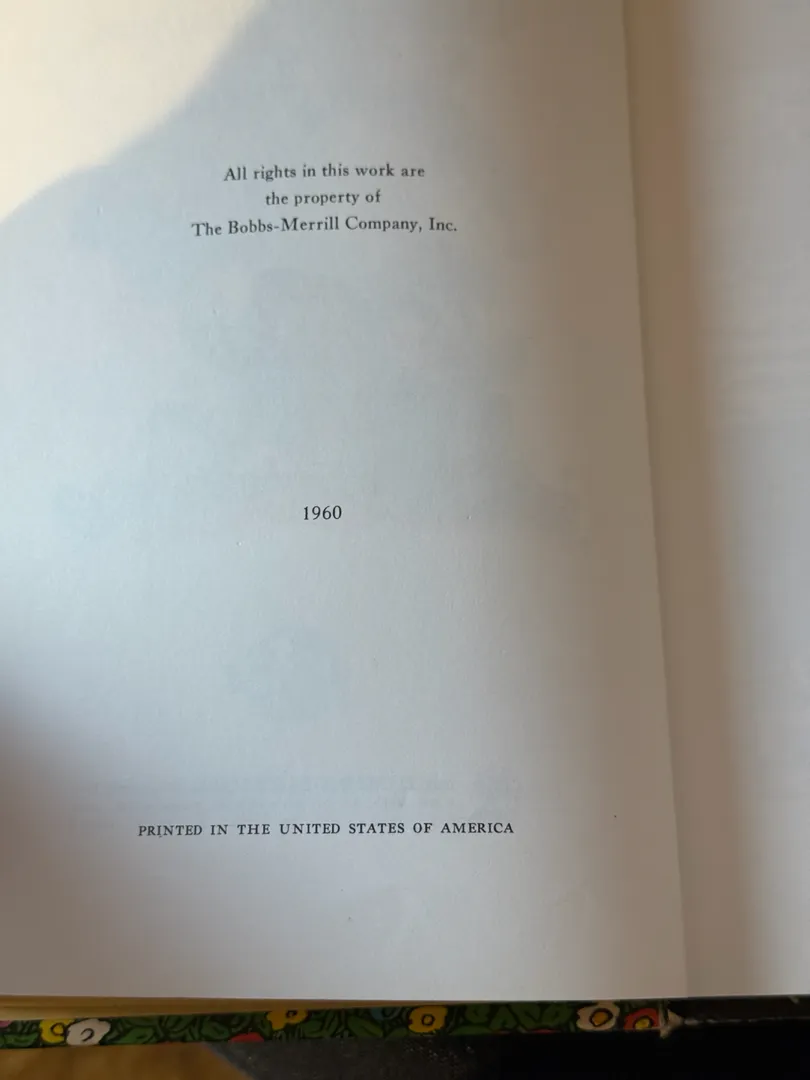 All rights in this work are
the property of
The Bobbs-Merrill Company, Inc.
1960
PRINTED IN THE UNITED STATES OF AMERICA